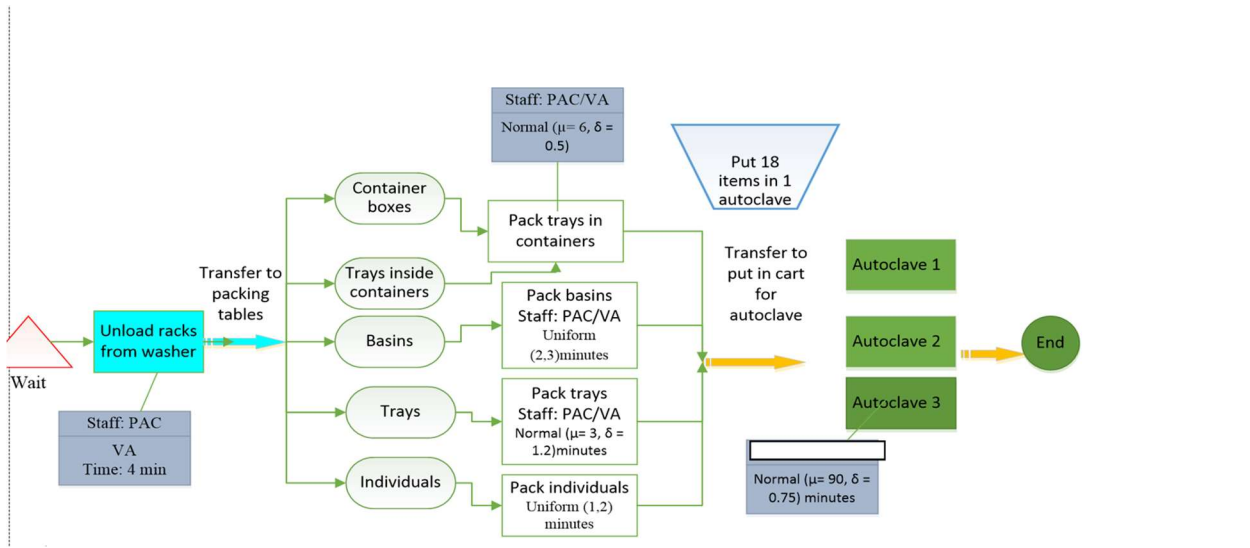 Wait
Unload racks
from washer
Staff: PAC
VA
Time: 4 min
Transfer to
packing
tables
Container
boxes
Trays inside
containers
Basins
Trays
Individuals
Staff: PAC/VA
Normal (μ= 6, δ =
0.5)
Pack trays in
containers
Pack basins
Staff: PAC/VA
Uniform
(2,3)minutes
Pack trays
Staff: PAC/VA
Normal (μ= 3, δ =
1.2)minutes
Pack individuals
Uniform (1,2)
minutes
Put 18
items in 1
autoclave
Transfer to
put in cart
for
autoclave
Autoclave 1
Autoclave 2
Autoclave 3
Normal (μ= 90, δ =
0.75) minutes
End